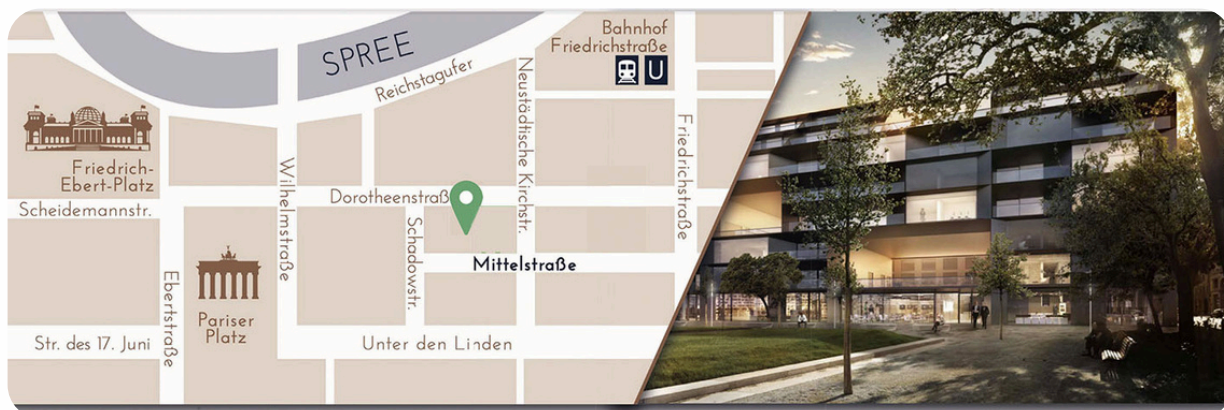 SPREE
Bahnhof
Friedrichstraße
U
Reichstagufer
Neustädtische Kirchstr.
Friedrichstraße
Friedrich-
Ebert-Platz
Scheidemannstr.
Wilhelmstraße
Dorotheenstraß
Schadowstr.
Mittelstraße
Ebertstraße
Pariser
Platz
Str. des 17. Juni
Unter den Linden